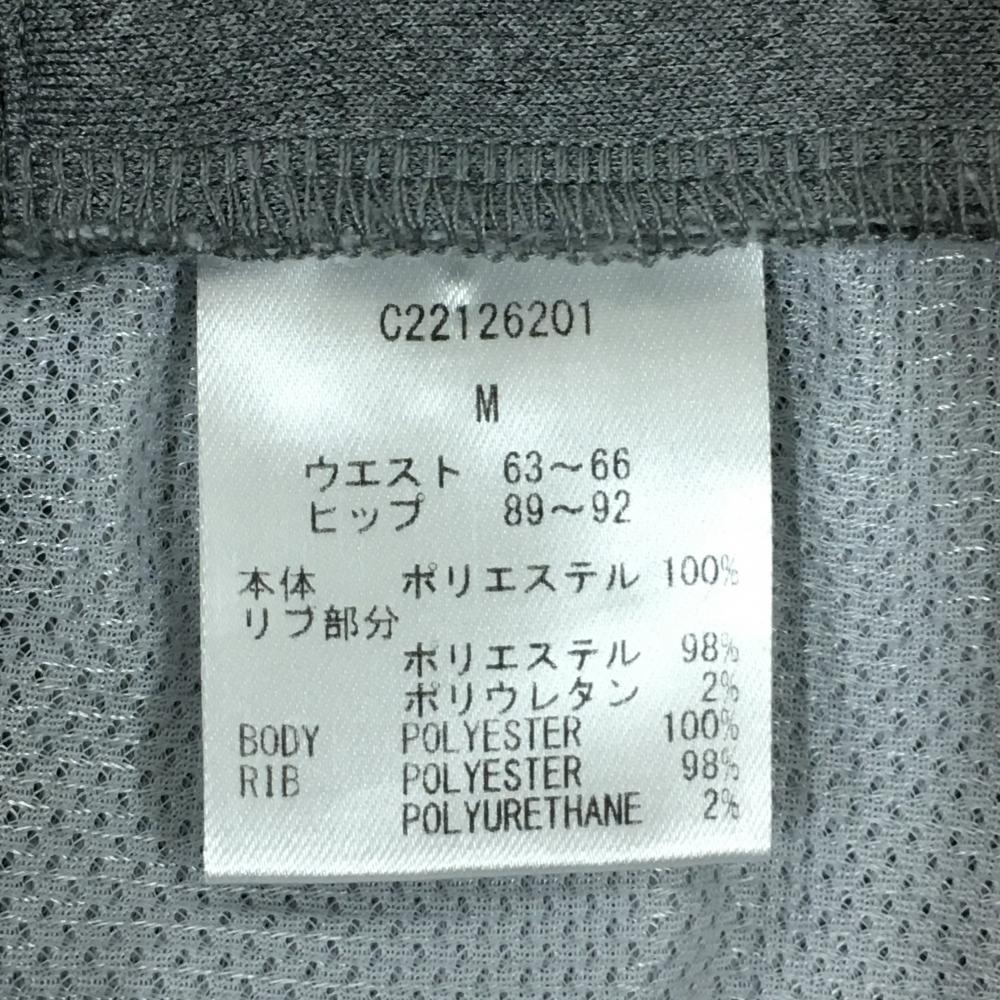 C22126201
M
ウエスト 63～66
ヒップ 89～92
本体 ポリエステル 100%
リブ部分
ポリエステル 98%
ポリウレタン 2%
BODY POLYESTER 100%
RIB POLYESTER 98%
POLYURETHANE 2%